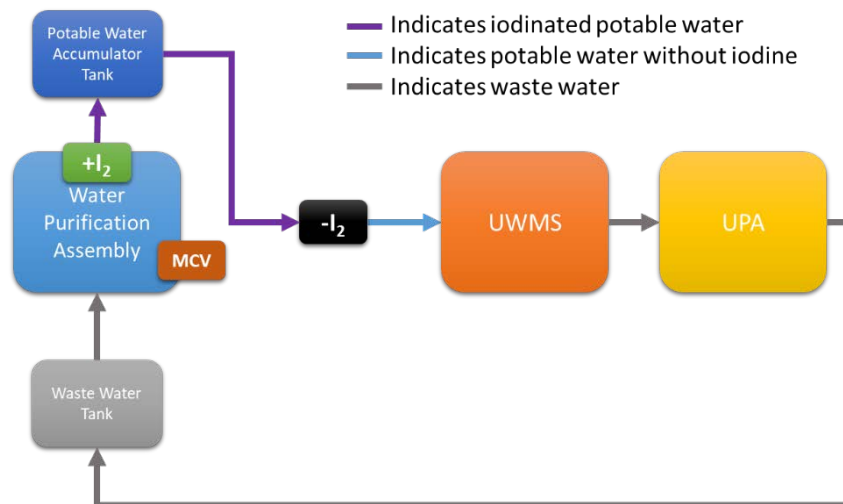 Potable Water
Accumulator
Tank
Indicates iodinated potable water
Indicates potable water without iodine
Indicates waste water
+I₂
Water
Purification
Assembly
MCV
-I₂
UWMS
UPA
Waste Water
Tank